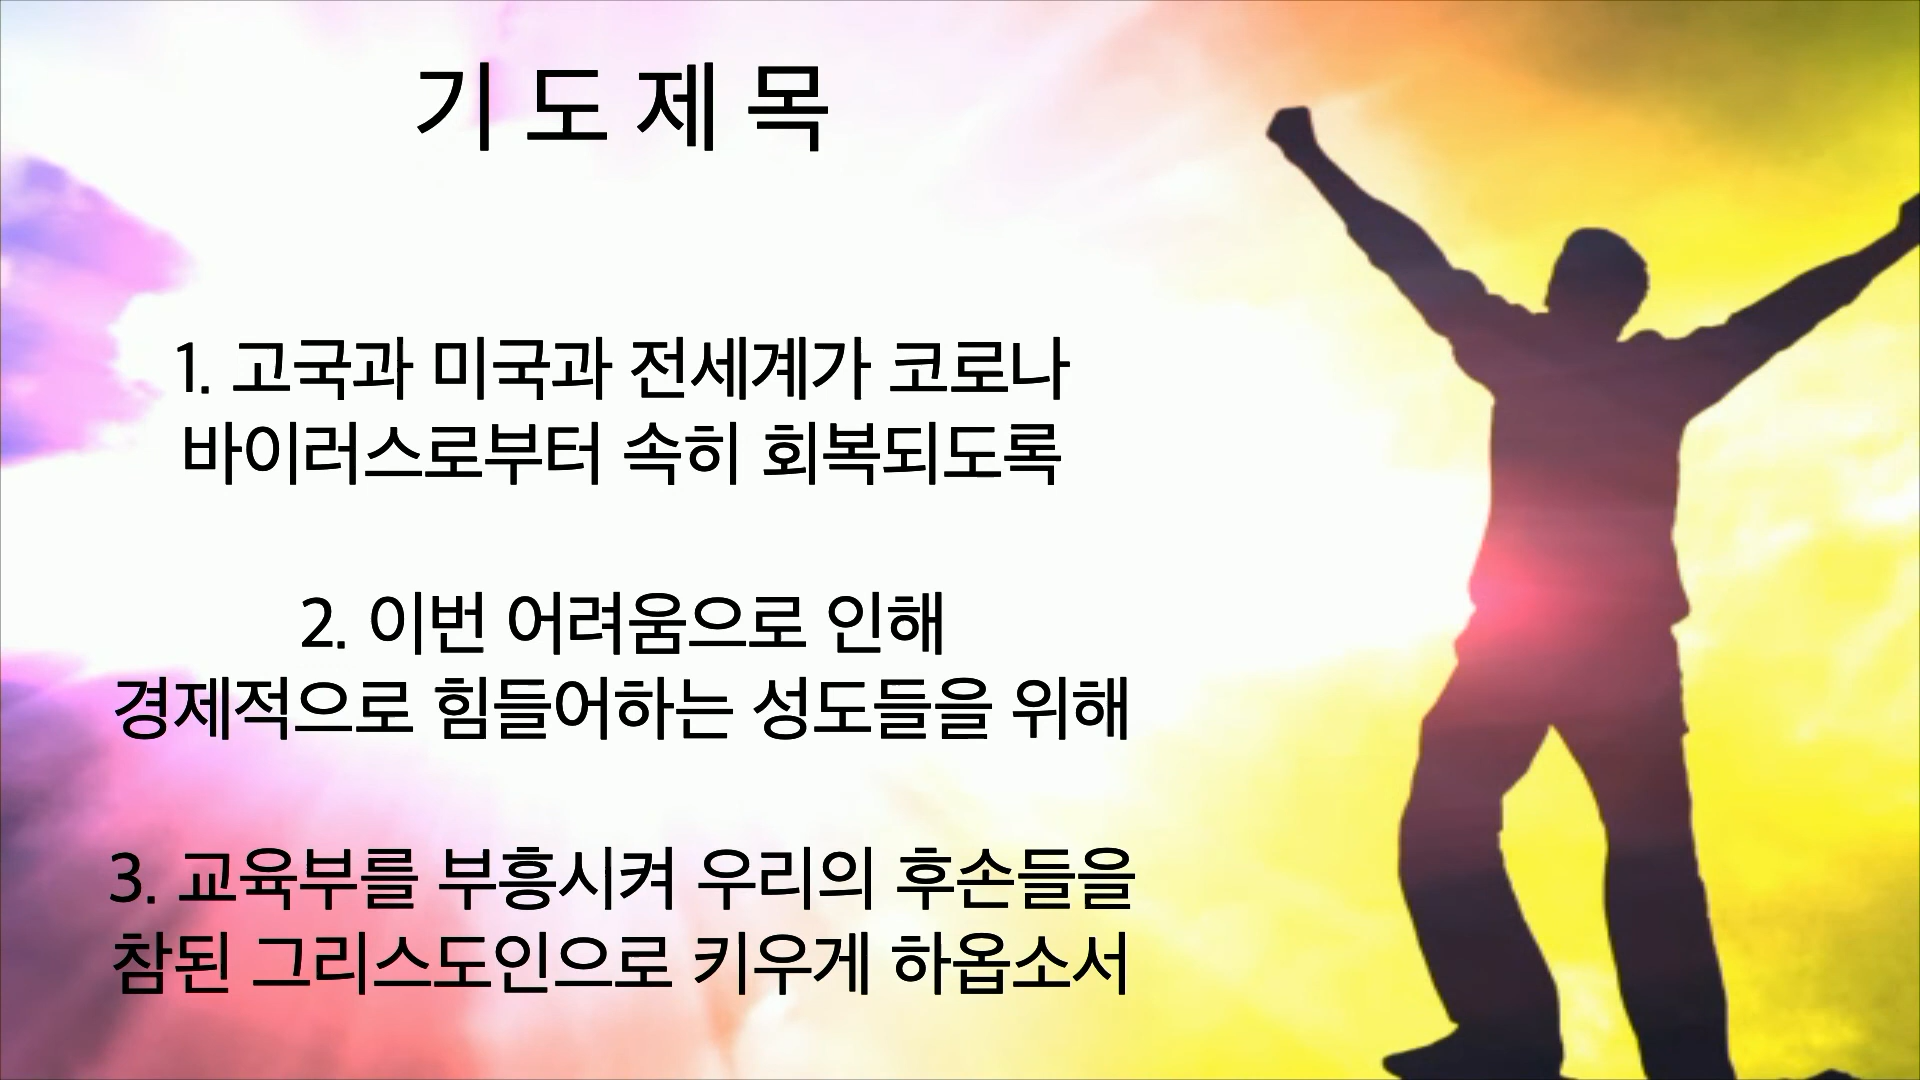 기도제목
1. 고국과 미국과 전세계가 코로나
바이러스로부터 속히 회복되도록
2. 이번 어려움으로 인해
경제적으로 힘들어하는 성도들을 위해
3. 교육부를 부흥시켜 우리의 후손들을
참된 그리스도인으로 키우게 하옵소서